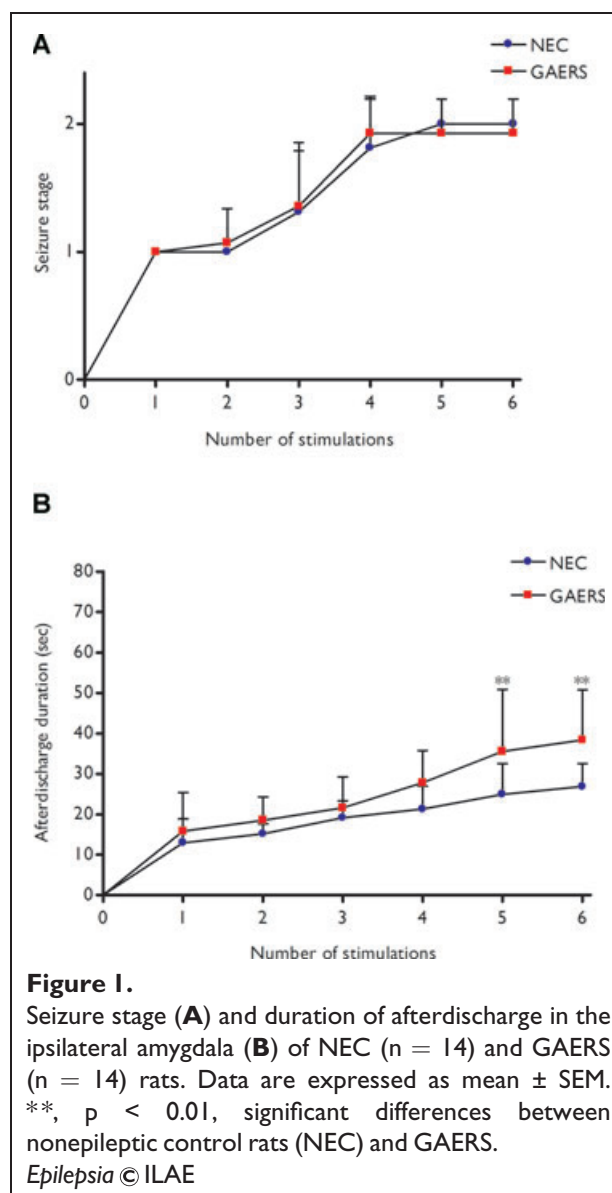 A
NEC
GAERS
2
1
0
Seizure stage
0 1 2 3 4 5 6
Number of stimulations
B
NEC
GAERS
80
70
60
50
40
30
20
10
0
Afterdischarge duration (sec)
** **
0 1 2 3 4 5 6
Number of stimulations
Figure 1.
Seizure stage (A) and duration of afterdischarge in the
ipsilateral amygdala (B) of NEC (n = 14) and GAERS
(n = 14) rats. Data are expressed as mean ± SEM.
**, p < 0.01, significant differences between
nonepileptic control rats (NEC) and GAERS.
Epilepsia © ILAE